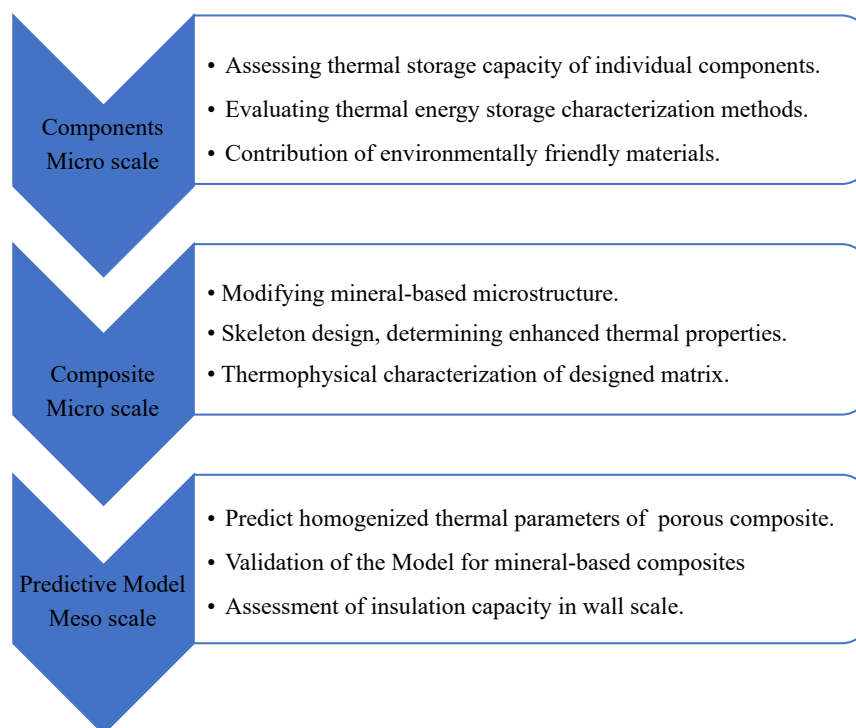 Components
Micro scale
• Assessing thermal storage capacity of individual components.
• Evaluating thermal energy storage characterization methods.
• Contribution of environmentally friendly materials.
Composite
Micro scale
• Modifying mineral-based microstructure.
• Skeleton design, determining enhanced thermal properties.
• Thermophysical characterization of designed matrix.
Predictive Model
Meso scale
• Predict homogenized thermal parameters of  porous composite.
• Validation of the Model for mineral-based composites
• Assessment of insulation capacity in wall scale.